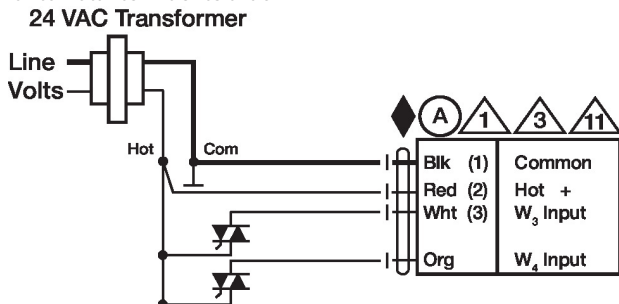 24 VAC Transformer
Line
Volts
Hot
Com
A 1 3 11
Blk (1) Common
Red (2) Hot +
Wht (3) W3 Input
Org W4 Input